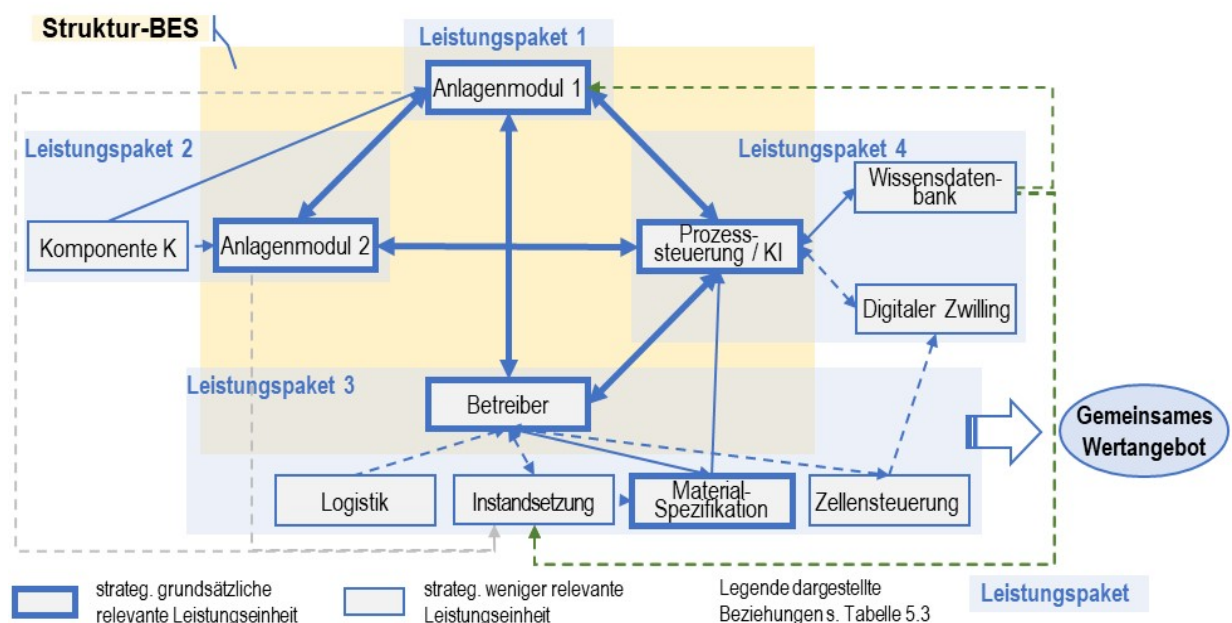 Struktur-BES
Leistungspaket 1
Anlagenmodul 1
Leistungspaket 2
Leistungspaket 4
Wissensdaten-
bank
Komponente K
Anlagenmodul 2
Prozess-
steuerung / KI
Digitaler Zwilling
Leistungspaket 3
Betreiber
Gemeinsames
Wertangebot
Logistik
Instandsetzung
Material-
Spezifikation
Zellensteuerung
strateg. grundsätzliche
relevante Leistungseinheit
strateg. weniger relevante
Leistungseinheit
Legende dargestellte
Beziehungen s. Tabelle 5.3
Leistungspaket